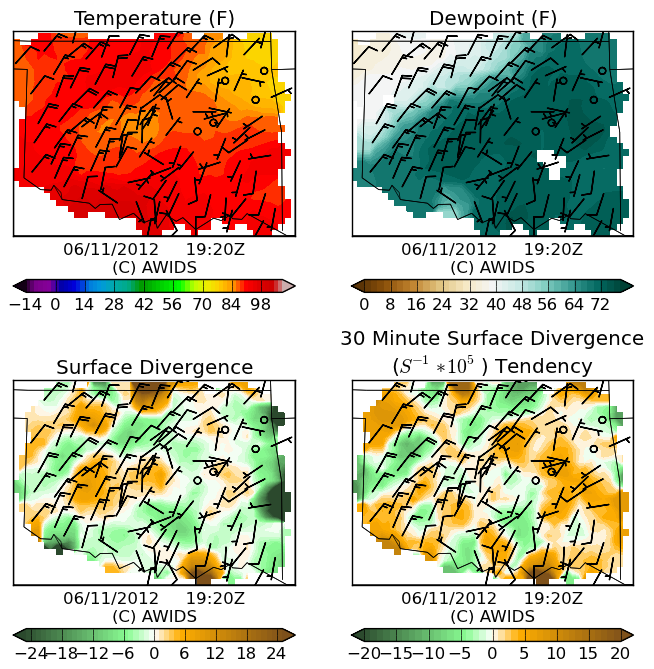 Temperature (F)
Dewpoint (F)
06/11/2012 19:20Z
(C) AWIDS
06/11/2012 19:20Z
(C) AWIDS
−14 0 14 28 42 56 70 84 98
0 8 16 24 32 40 48 56 64 72
30 Minute Surface Divergence
Surface Divergence
(S⁻¹ *10⁵ ) Tendency
06/11/2012 19:20Z
(C) AWIDS
06/11/2012 19:20Z
(C) AWIDS
−24 −18 −12 −6 0 6 12 18 24
−20 −15 −10 −5 0 5 10 15 20